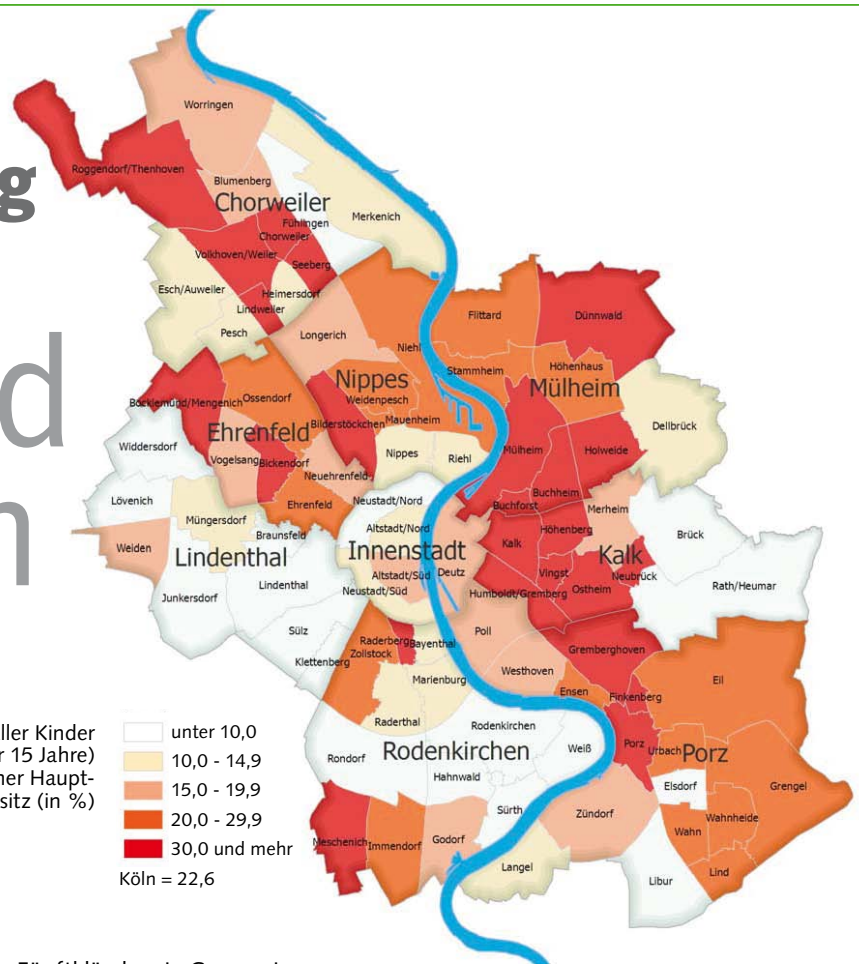 g
d
n
Worringen
Roggendorf/Thenhoven
Blumenberg
Chorweiler
Merkenich
Fühlingen
Chorweiler
Volkhoven/Weiler
Seeberg
Esch/Auweiler
Heimersdorf
Lindweiler
Pesch
Longerich
Niehl
Flittard
Dünnwald
Stammheim
Höhenhaus
Nippes
Mülheim
Weidenpesch
Mauenheim
Ossendorf
Bocklemünd/Mengenich
Bilderstöckchen
Dellbrück
Ehrenfeld
Widdersdorf
Vogelsang
Bickendorf
Nippes
Riehl
Mülheim
Holweide
Neuehrenfeld
Buchheim
Lövenich
Ehrenfeld
Neustadt/Nord
Buchforst
Merheim
Müngersdorf
Altstadt/Nord
Höhenberg
Brück
Braunsfeld
Weiden
Lindenthal
Innenstadt
Kalk
Kalk
Altstadt/Süd
Deutz
Vingst
Neubrück
Lindenthal
Neustadt/Süd
Humboldt/Gremberg
Ostheim
Rath/Heumar
Junkersdorf
Sülz
Klettenberg
Raderberg
Zollstock
Bayenthal
Poll
Gremberghoven
Westhoven
Marienburg
Ensen
Finkenberg
Eil
Raderthal
Rodenkirchen
Rondorf
Rodenkirchen
Weiß
Porz
Urbach
Porz
Hahnwald
Elsdorf
Grengel
Sürth
Zündorf
Wahnheide
Wahn
Meschenich
Immendorf
Godorf
Langel
Libur
Lind
ller Kinder
r 15 Jahre)
ner Haupt-
sitz (in %)
unter 10,0
10,0 - 14,9
15,0 - 19,9
20,0 - 29,9
30,0 und mehr
Köln = 22,6